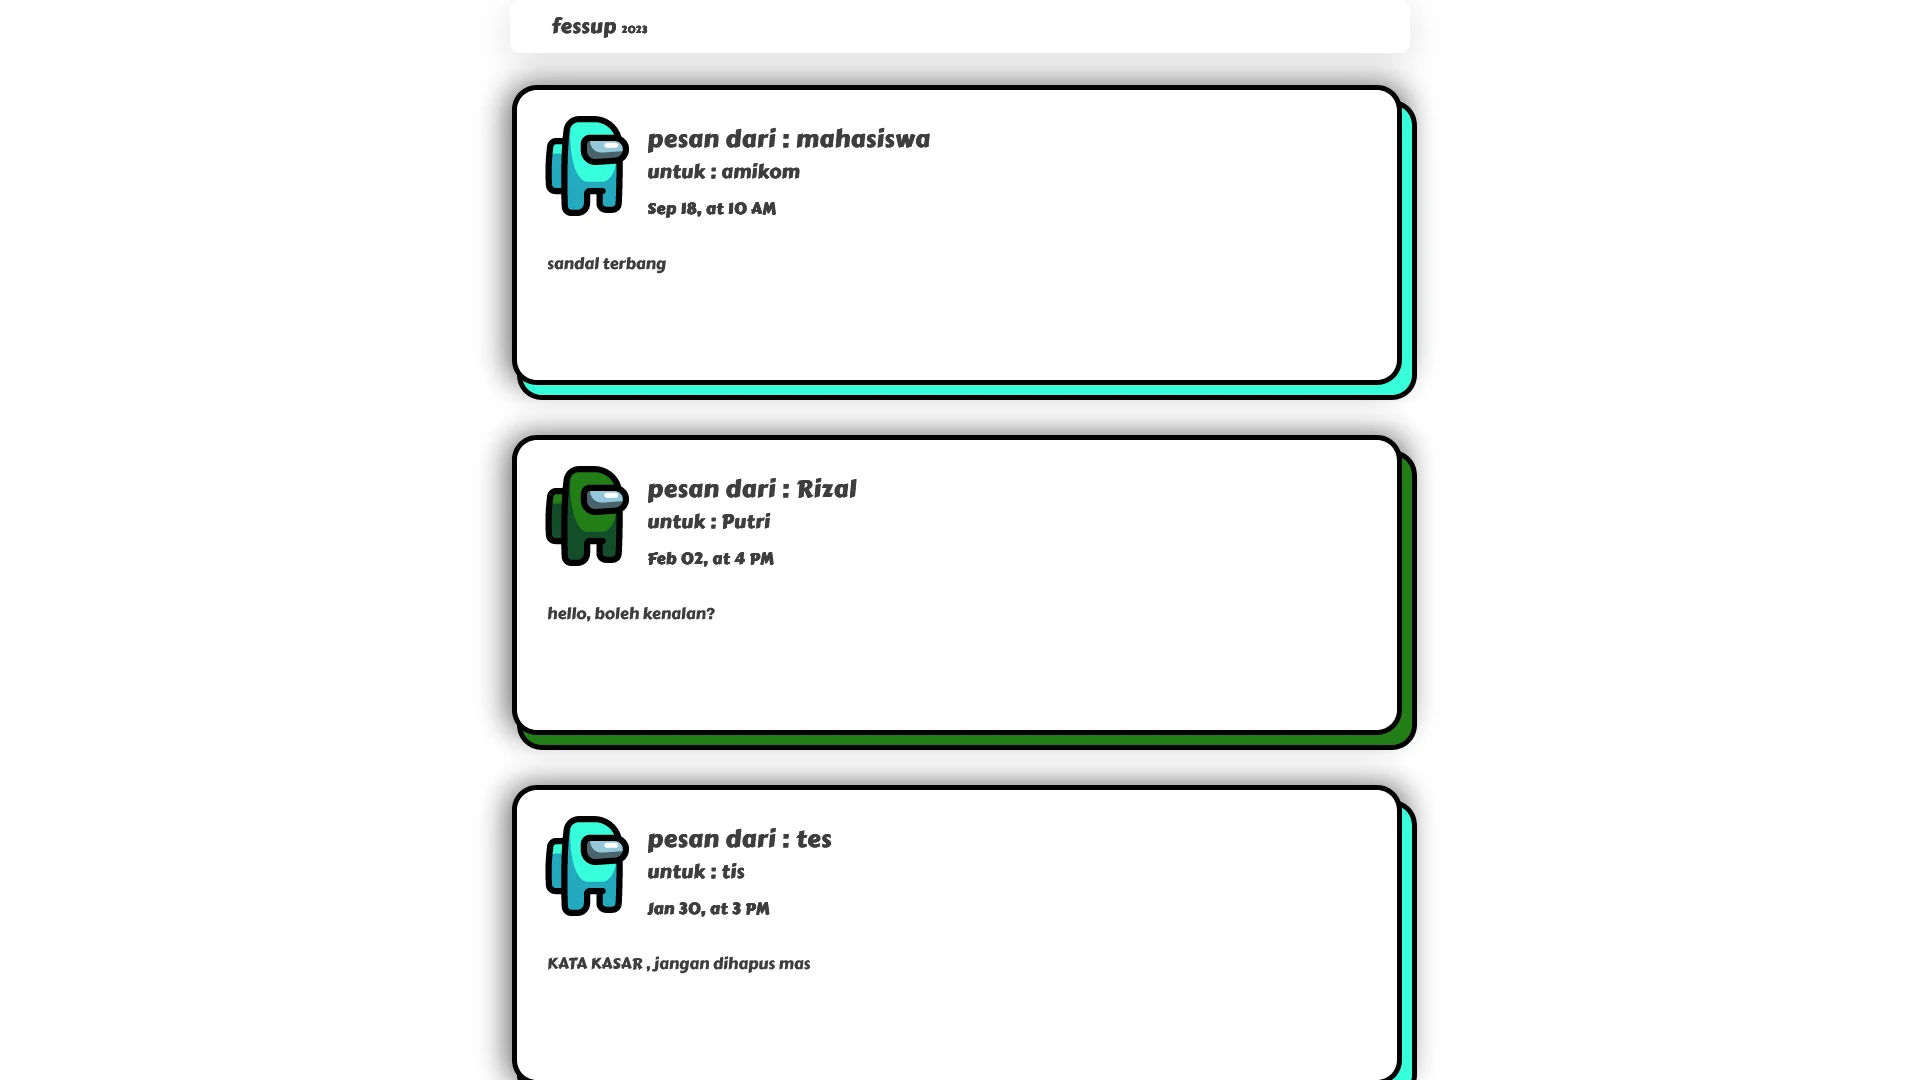 fessup 2023
pesan dari : mahasiswa
untuk : amikom
Sep 18, at 10 AM
sandal terbang
pesan dari : Rizal
untuk : Putri
Feb 02, at 4 PM
hello, boleh kenalan?
pesan dari : tes
untuk : tis
Jan 30, at 3 PM
KATA KASAR , jangan dihapus mas